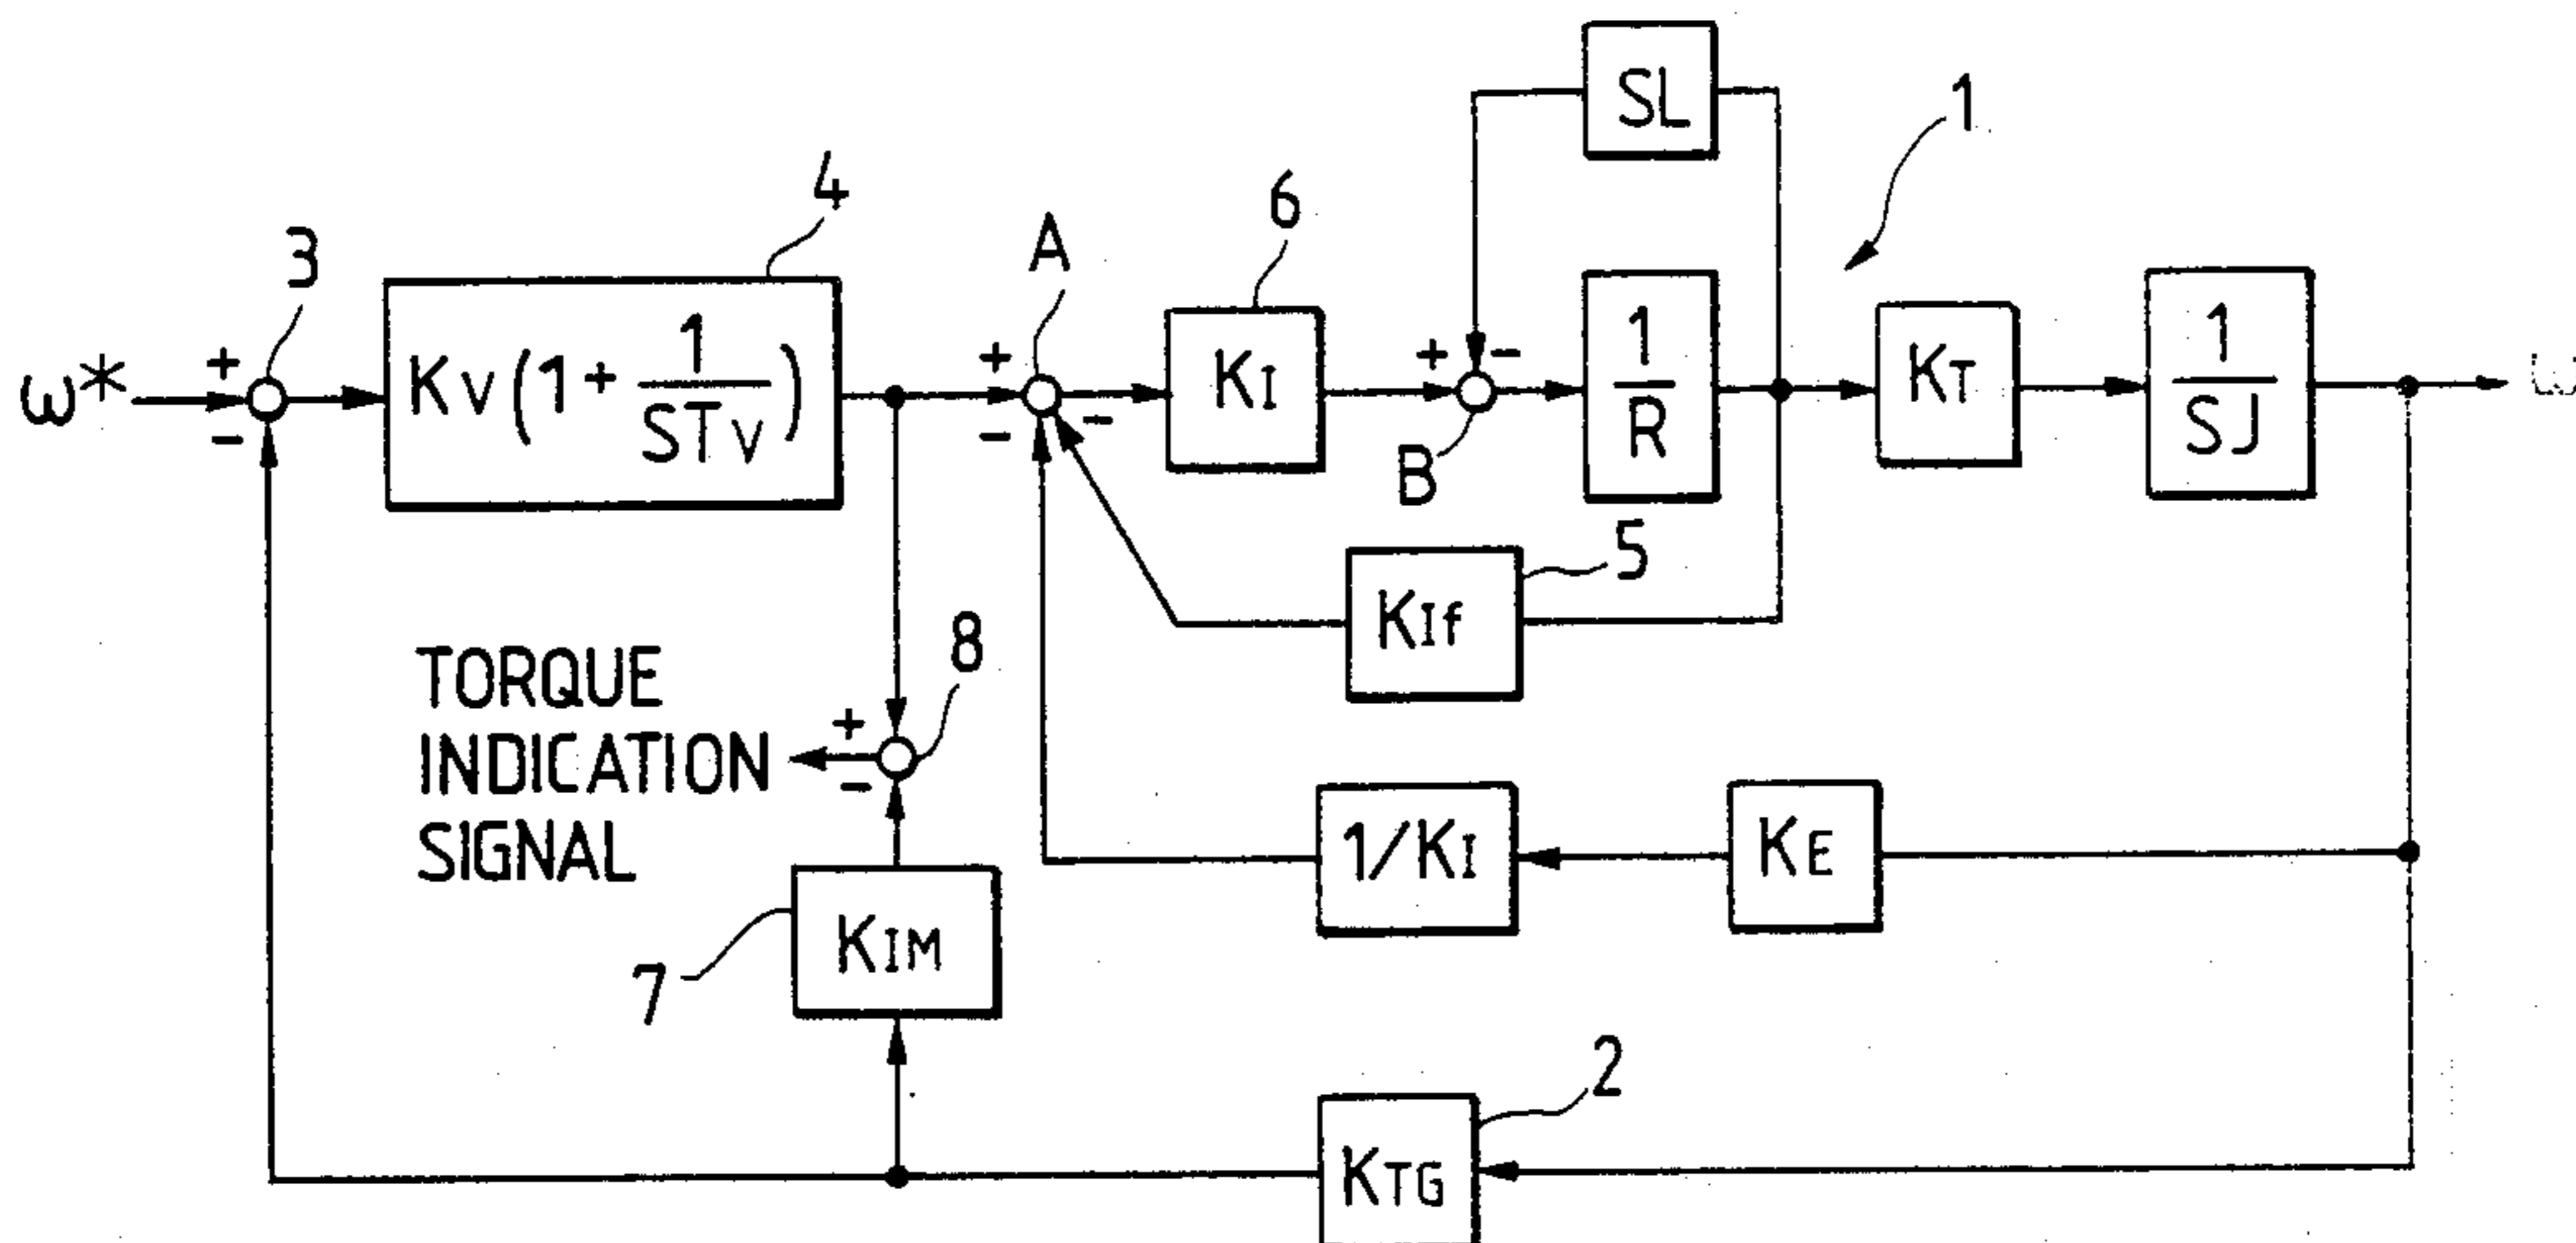 SL
1
4
6
3
A
ω*
+
-
KV(1+ 1/STV)
+
-
-
KI
+
-
B
1/R
KT
1/SJ
ω
5
KIf
8
TORQUE
INDICATION
SIGNAL
+
-
1/KI
KE
7
KIM
2
KTG